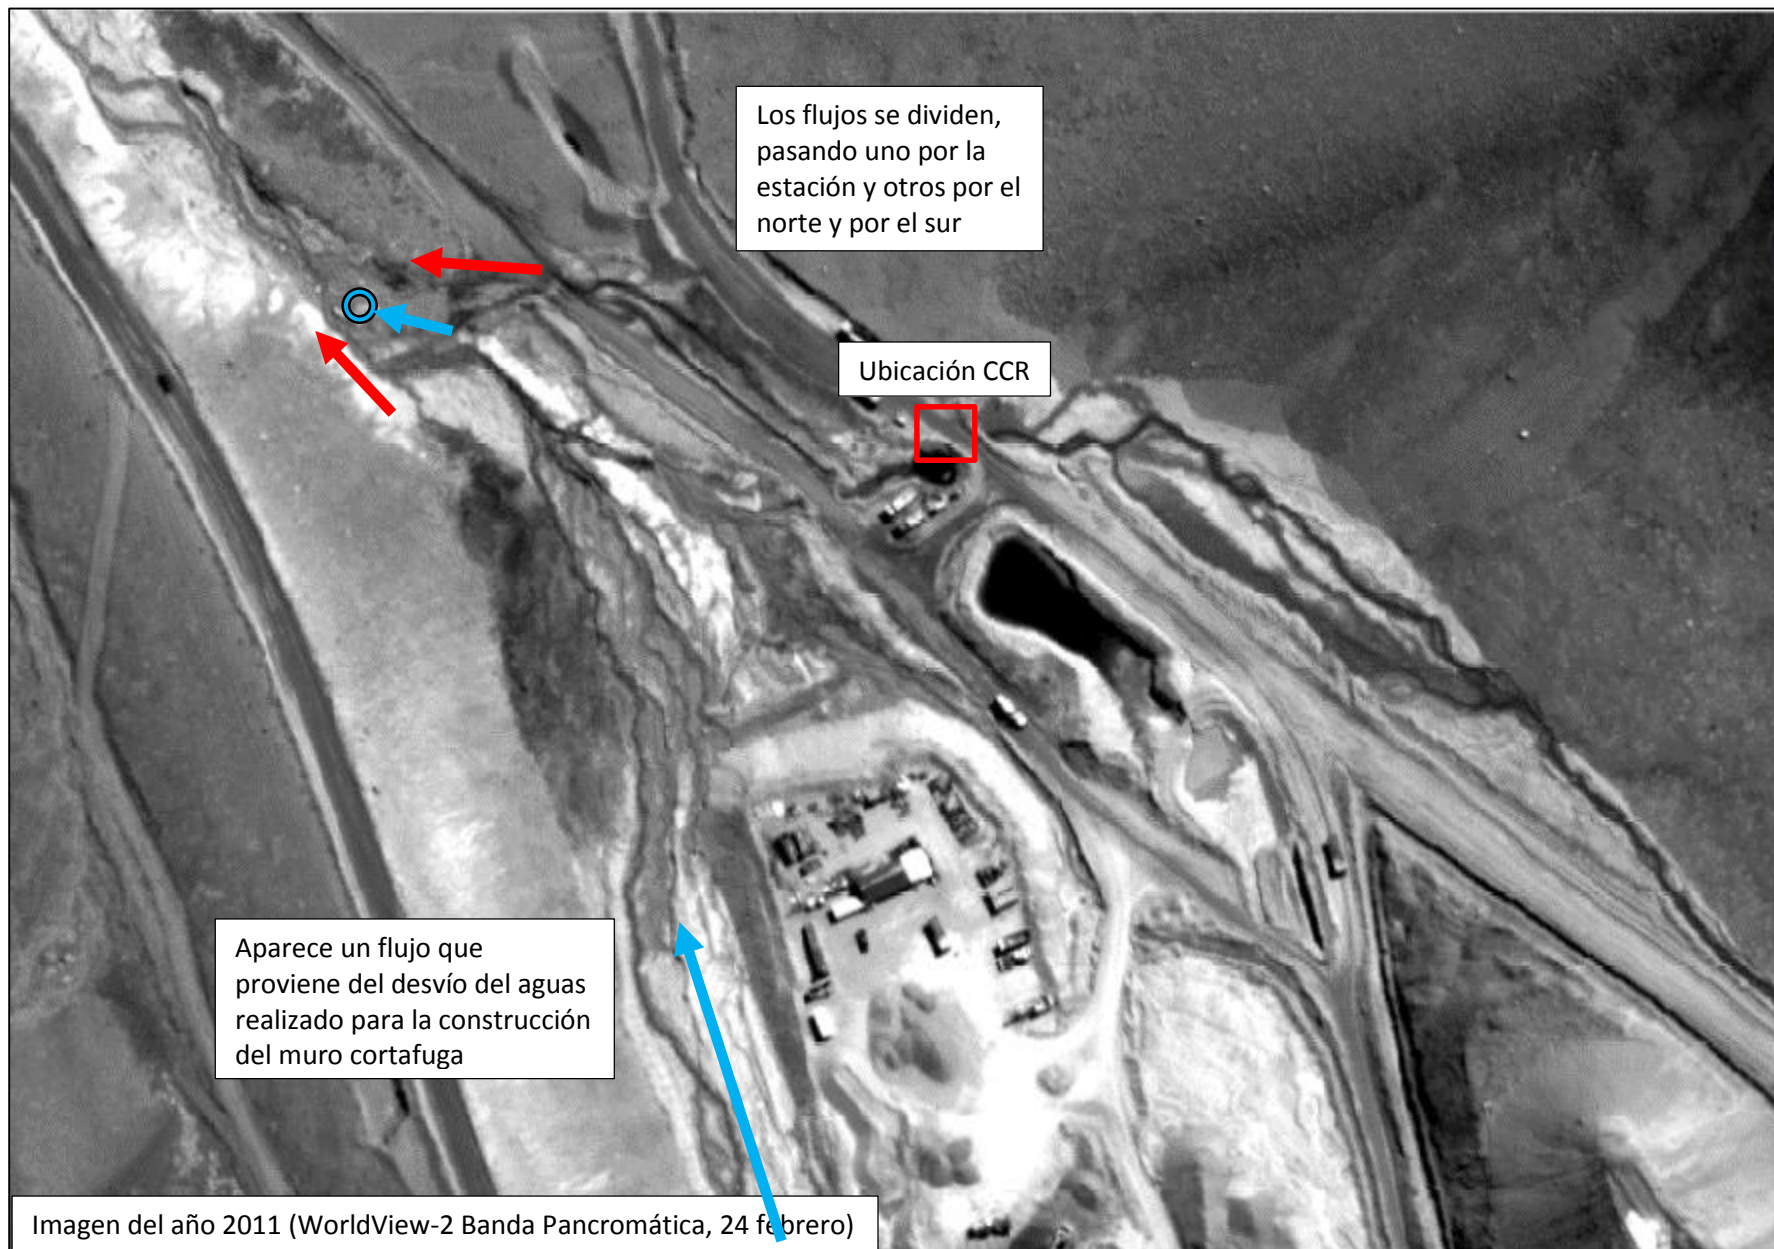 Los flujos se dividen,
pasando uno por la
estación y otros por el
norte y por el sur
Ubicación CCR
Aparece un flujo que
proviene del desvío del aguas
realizado para la construcción
del muro cortafuga
Imagen del año 2011 (WorldView-2 Banda Pancromática, 24 febrero)